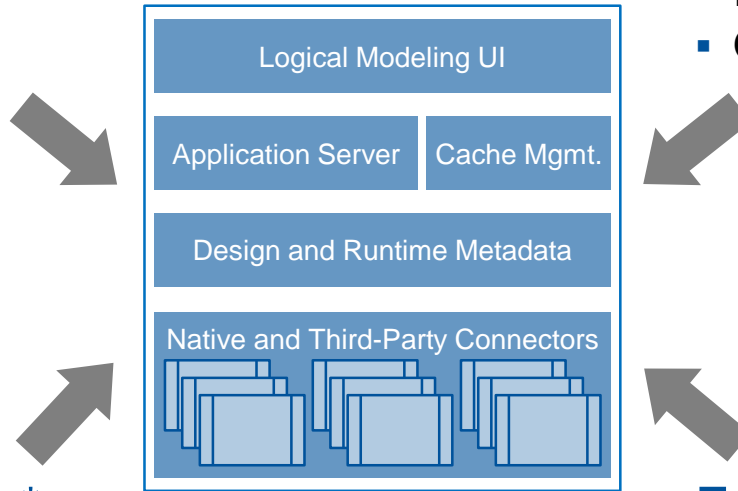 Logical Modeling UI
Application Server
Cache Mgmt.
Design and Runtime Metadata
Native and Third-Party Connectors